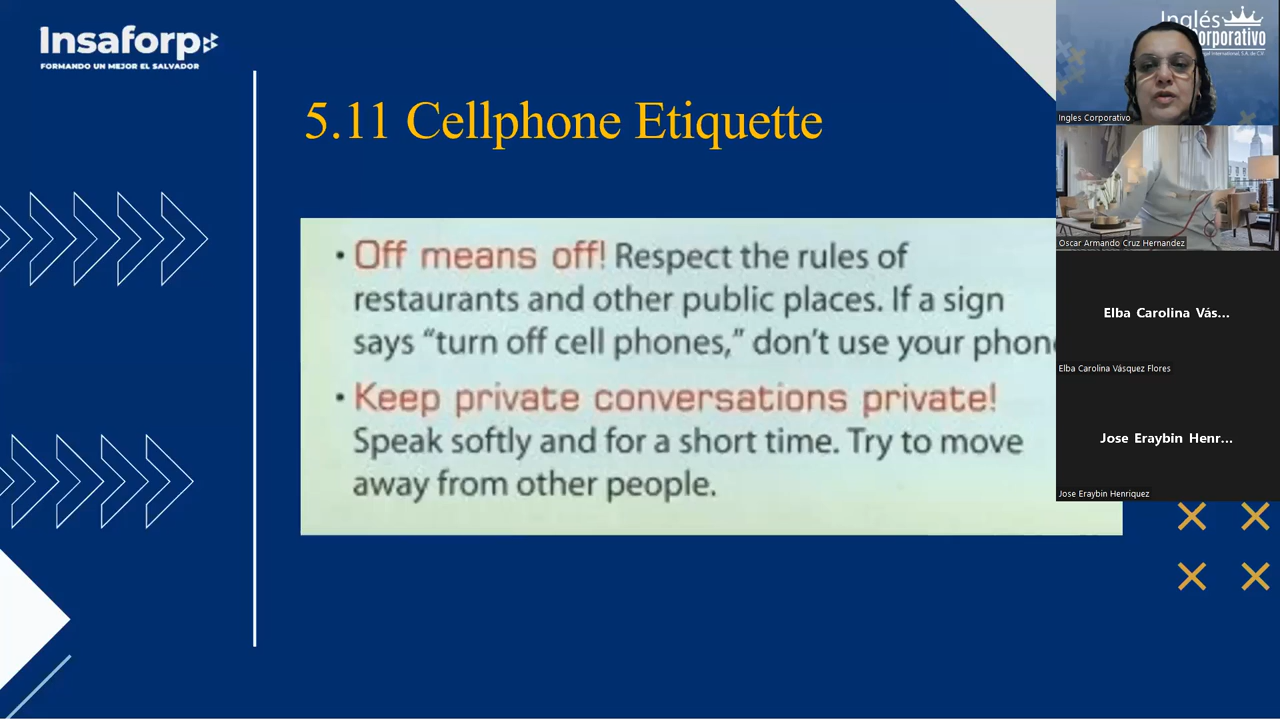 Insaforp
FORMANDO UN MEJOR EL SALVADOR
5.11 Cellphone Etiquette
• Off means off! Respect the rules of
restaurants and other public places. If a sign
says “turn off cell phones,” don’t use your phon
• Keep private conversations private!
Speak softly and for a short time. Try to move
away from other people.
Inglés
orporativo
Ingles Corporativo
Oscar Armando Cruz Hernandez
Elba Carolina Vás...
Elba Carolina Vásquez Flores
Jose Eraybin Henr...
Jose Eraybin Henriquez